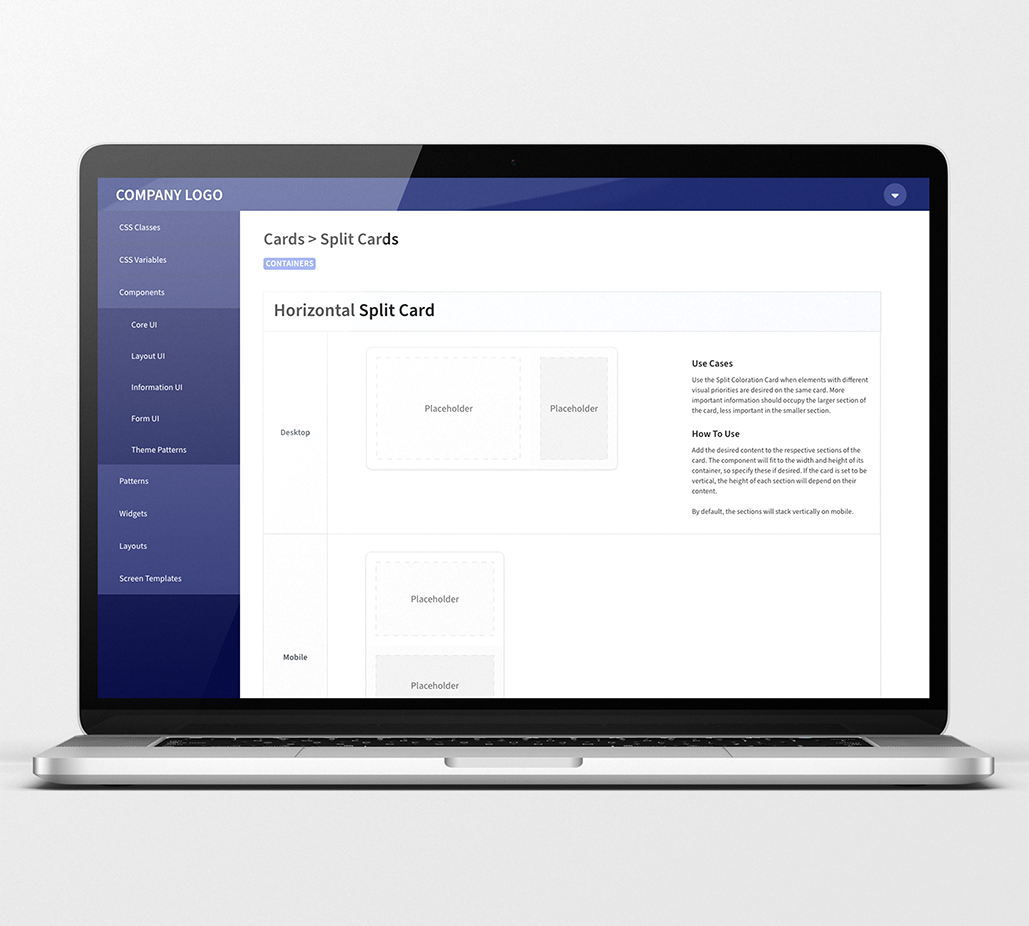 COMPANY LOGO
CSS Classes
CSS Variables
Components
Core UI
Layout UI
Information UI
Form UI
Theme Patterns
Patterns
Widgets
Layouts
Screen Templates
Cards > Split Cards
CONTAINERS
Horizontal Split Card
Desktop
Placeholder
Placeholder
Use Cases
Use the Split Coloration Card when elements with different
visual priorities are desired on the same card. More
important information should occupy the larger section of
the card, less important in the smaller section.
How To Use
Add the desired content to the respective sections of the
card. The component will fit to the width and height of its
container, so specify these if desired. If the card is set to be
vertical, the height of each section will depend on their
content.
By default, the sections will stack vertically on mobile.
Mobile
Placeholder
Placeholder